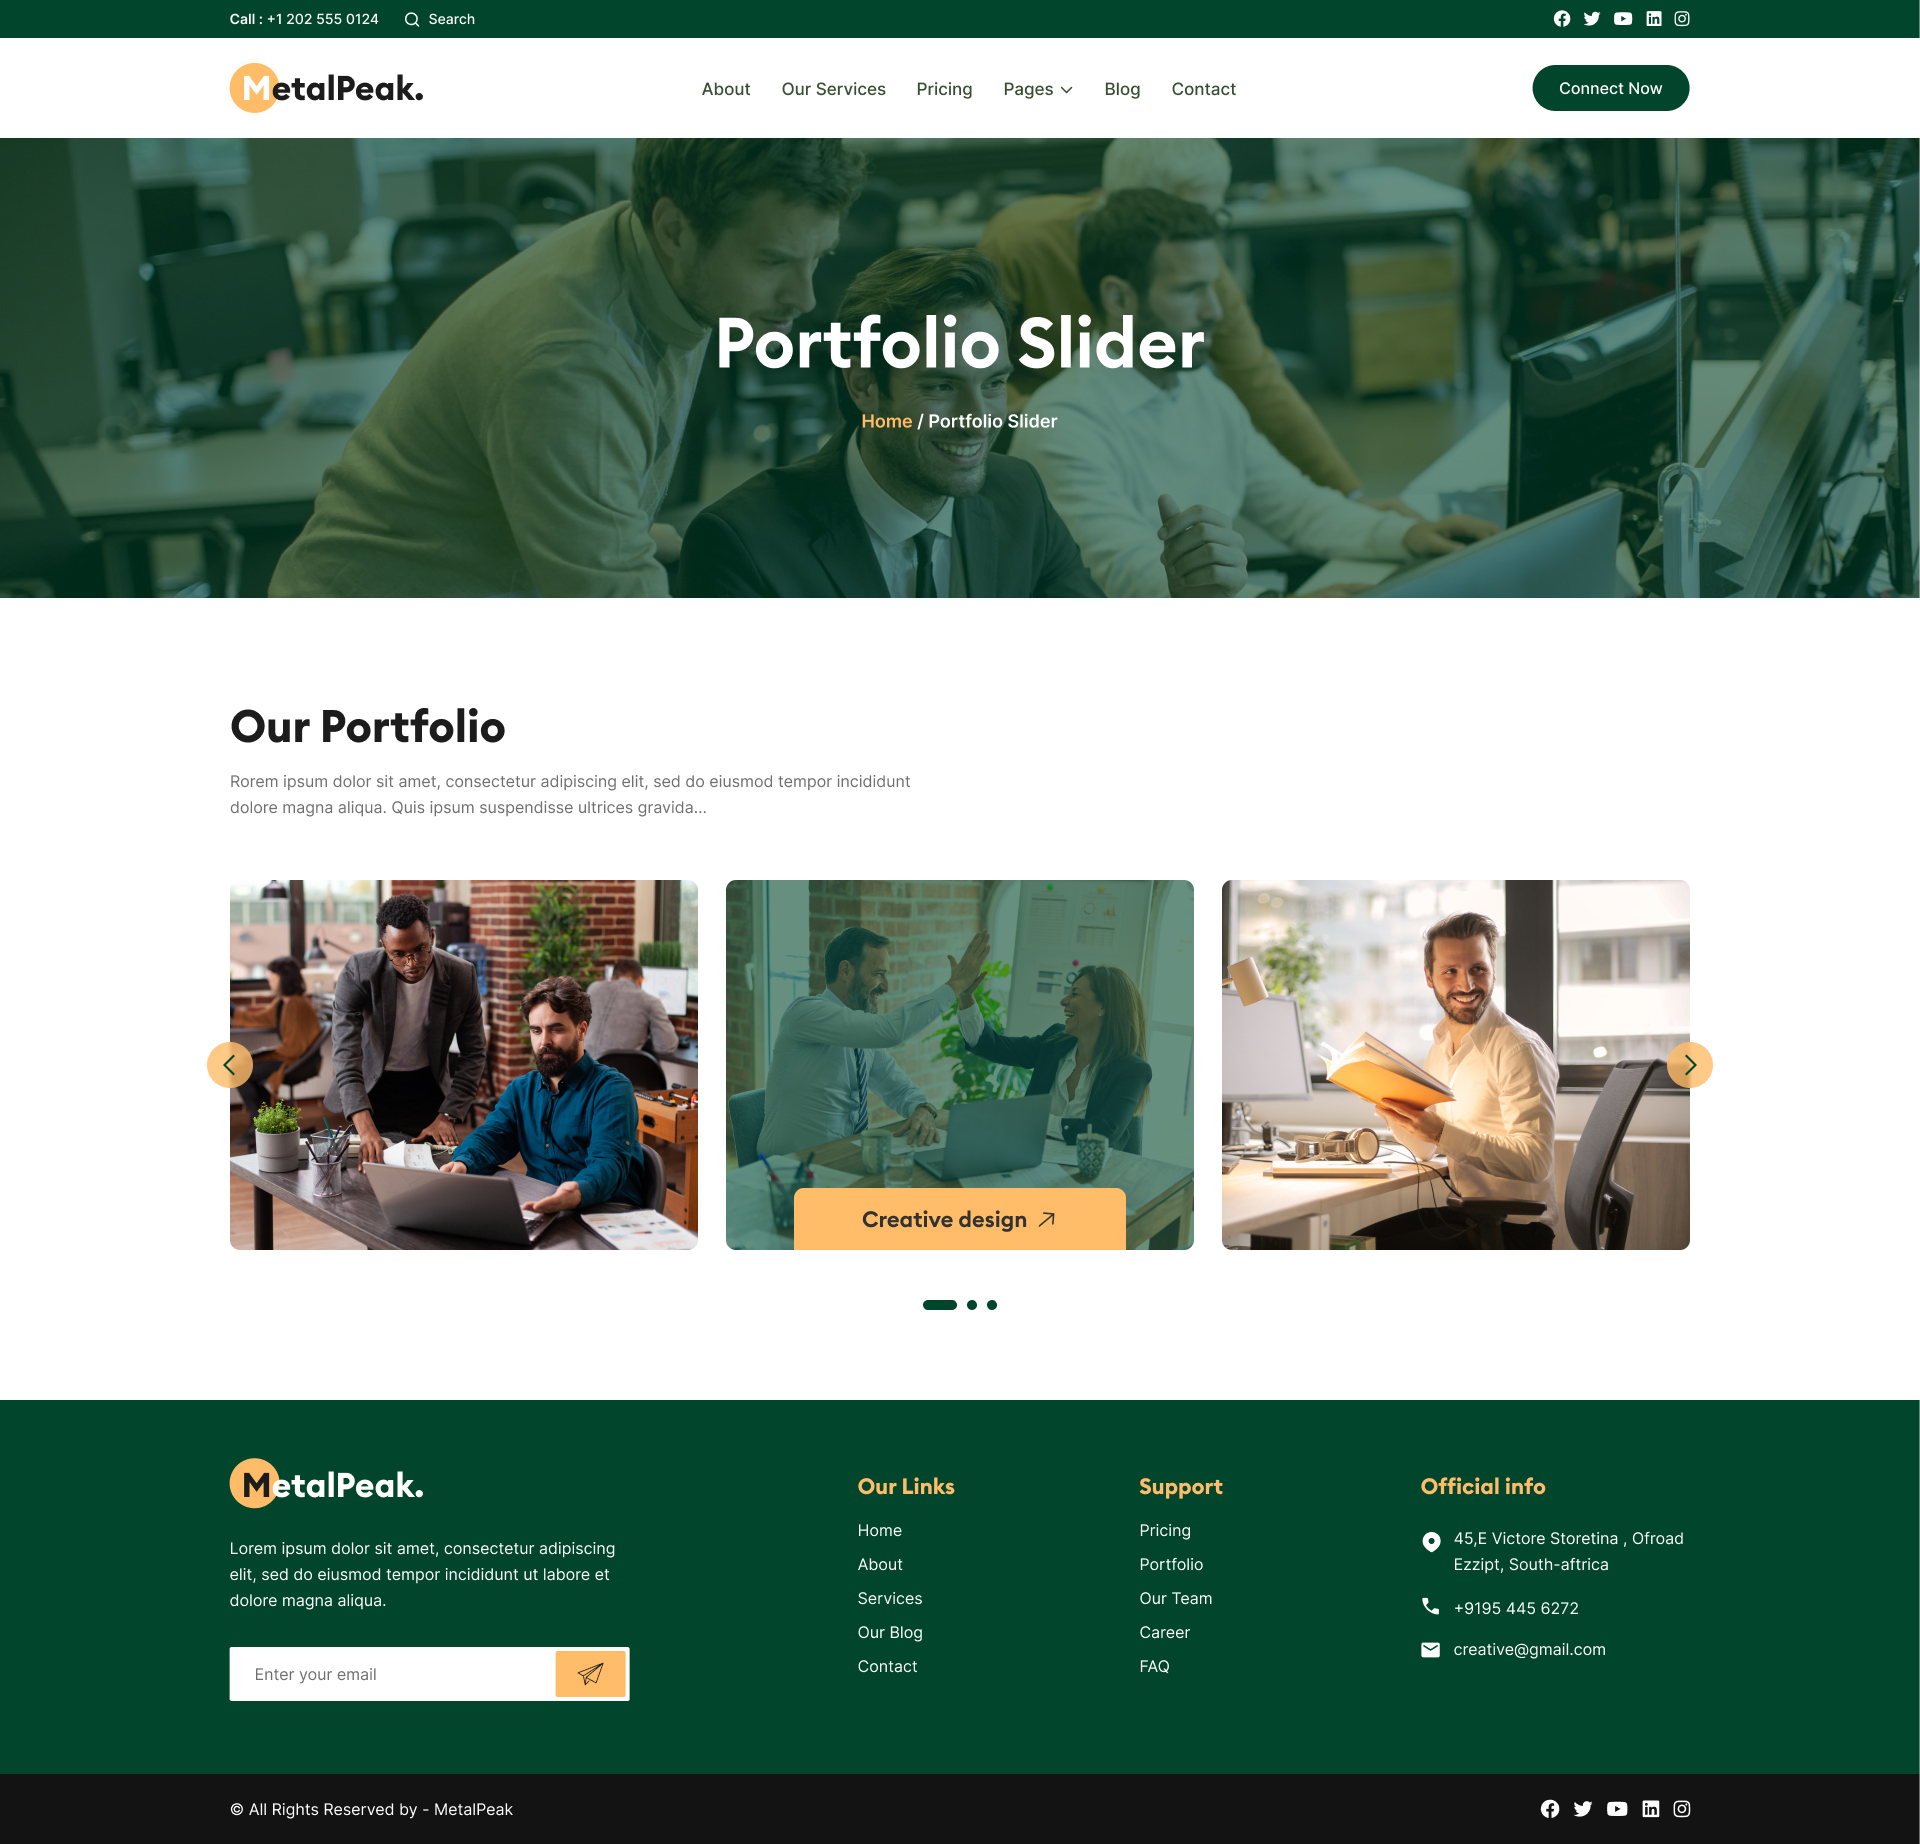 Call : +1 202 555 0124
Search
MetalPeak.
About
Our Services
Pricing
Pages
Blog
Contact
Connect Now
Portfolio Slider
Home / Portfolio Slider
Our Portfolio
Rorem ipsum dolor sit amet, consectetur adipiscing elit, sed do eiusmod tempor incididunt
dolore magna aliqua. Quis ipsum suspendisse ultrices gravida...
Creative design
MetalPeak.
Lorem ipsum dolor sit amet, consectetur adipiscing
elit, sed do eiusmod tempor incididunt ut labore et
dolore magna aliqua.
Enter your email
Our Links
Home
About
Services
Our Blog
Contact
Support
Pricing
Portfolio
Our Team
Career
FAQ
Official info
45,E Victore Storetina , Ofroad
Ezzipt, South-aftrica
+9195 445 6272
creative@gmail.com
© All Rights Reserved by - MetalPeak